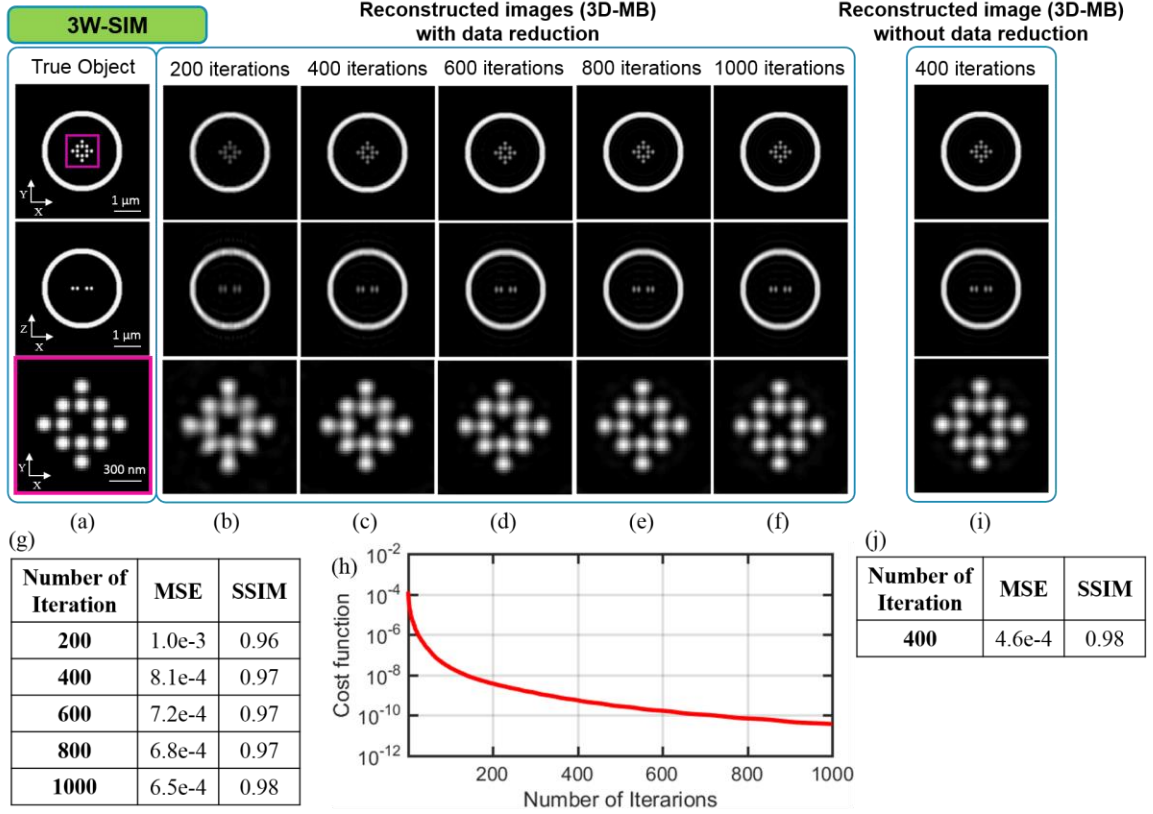 3W-SIM
Reconstructed images (3D-MB)
with data reduction
Reconstructed image (3D-MB)
without data reduction
True Object
200 iterations
400 iterations
600 iterations
800 iterations
1000 iterations
400 iterations
Y
X
1 µm
Z
X
1 µm
Y
X
300 nm
(a)
(b)
(c)
(d)
(e)
(f)
(i)
(g)
Number of
Iteration
MSE
SSIM
200 1.0e-3 0.96
400 8.1e-4 0.97
600 7.2e-4 0.97
800 6.8e-4 0.97
1000 6.5e-4 0.98
(h)
Cost function
10-2
10-4
10-6
10-8
10-10
10-12
200 400 600 800 1000
Number of Iterarions
(j)
Number of
Iteration
MSE
SSIM
400 4.6e-4 0.98